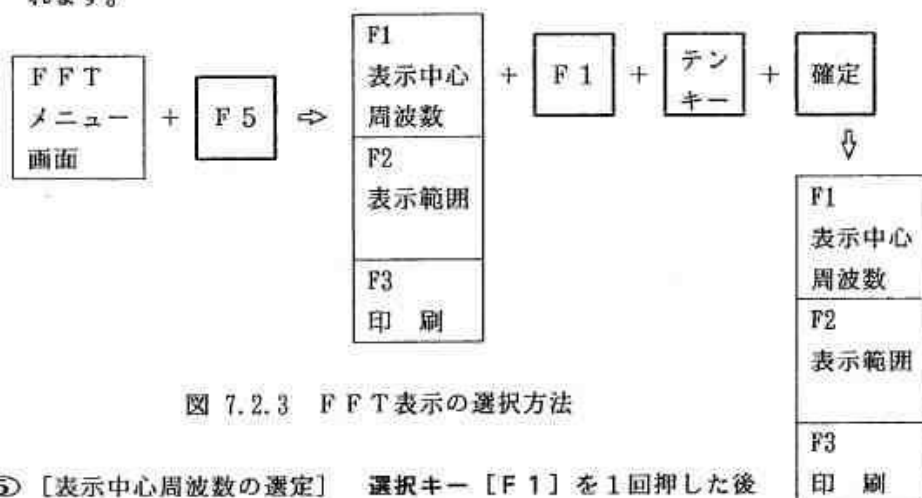 れます。
ＦＦＴ
メニュー
画面
+
Ｆ５
⇨
F1
表示中心
周波数
F2
表示範囲
F3
印　刷
+
Ｆ１
+
テン
キー
+
確定
⇩
F1
表示中心
周波数
F2
表示範囲
F3
印　刷
図 7.2.3　ＦＦＴ表示の選択方法
⑤ [表示中心周波数の選定]　選択キー［Ｆ１］を１回押した後